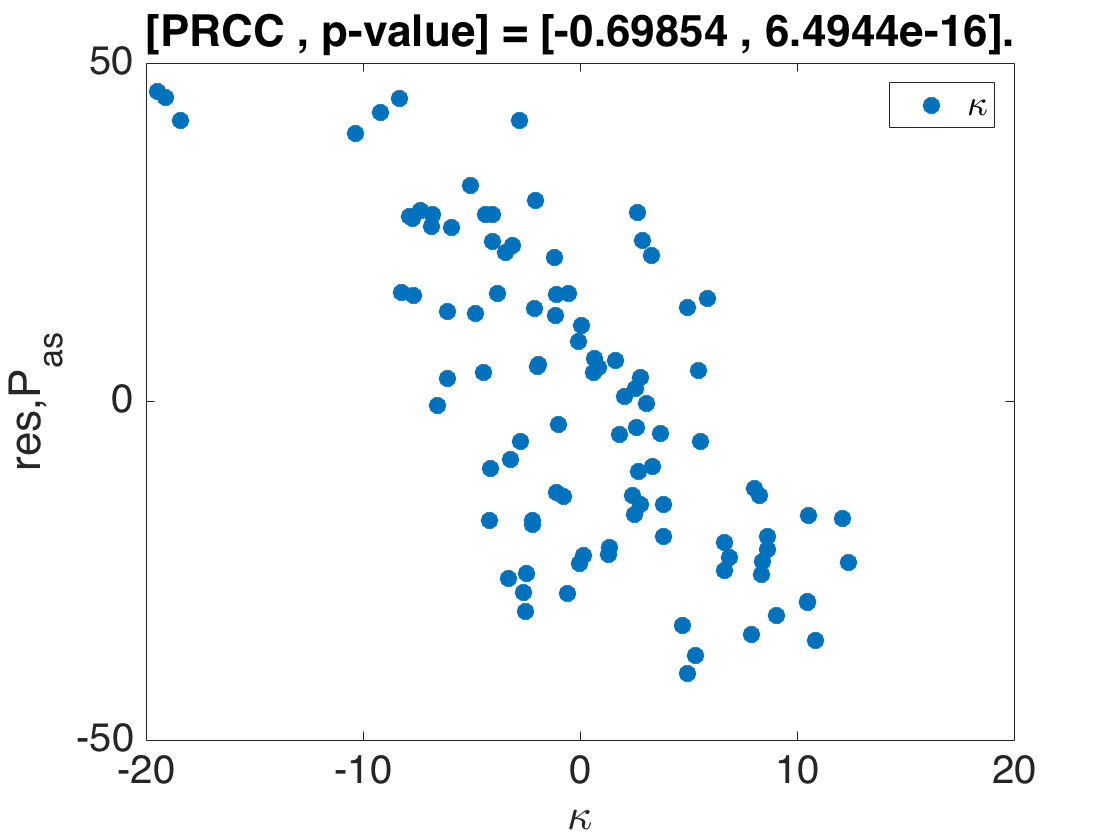 [PRCC , p-value] = [-0.69854 , 6.4944e-16].
50
κ
0
res,P_as
-50
-20
-10
0
10
20
κ